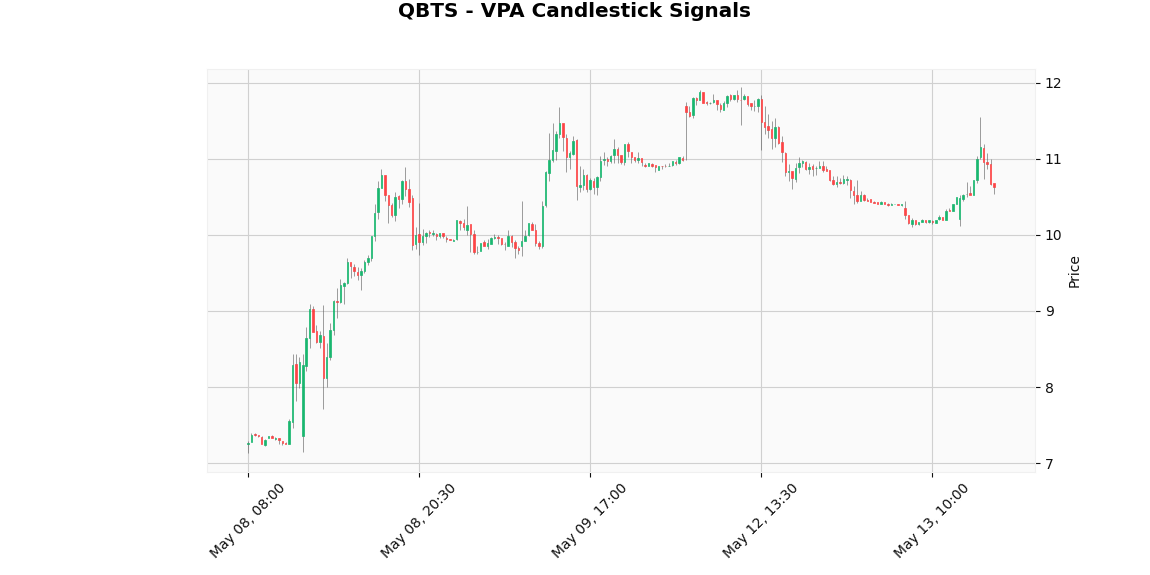 QBTS - VPA Candlestick Signals
12
11
10
9
8
7
Price
May 08, 08:00
May 08, 20:30
May 09, 17:00
May 12, 13:30
May 13, 10:00